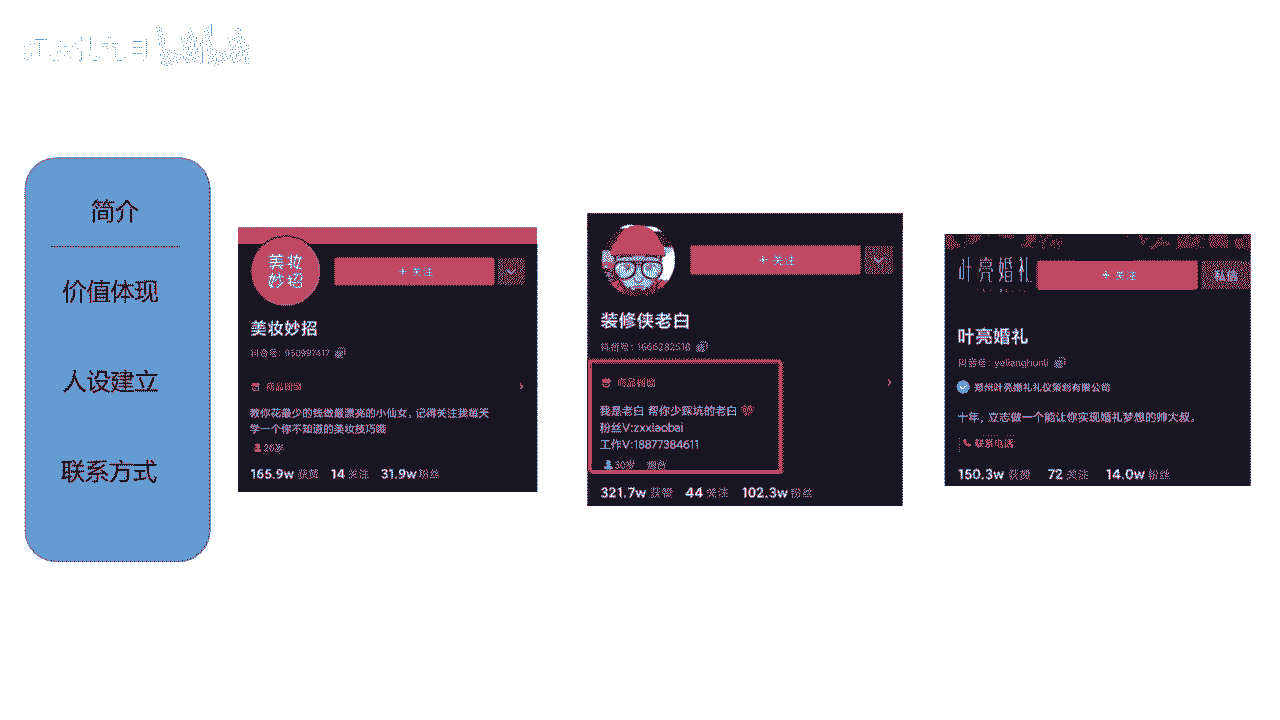 bilibili
简介
价值体现
人设建立
联系方式
美妆
妙招
+ 关注
美妆妙招
抖音号：950997417
商品橱窗
教你花最少的钱做最漂亮的小仙女，记得关注我每天
学一个你不知道的美妆技巧哦
26岁
165.9w 获赞 14 关注 31.9w 粉丝
+ 关注
装修侠老白
抖音号：1666282518
商品橱窗
我是老白 帮你少踩坑的老白
粉丝V:zxxlaobai
工作V:18877384611
30岁 烟台
321.7w 获赞 44 关注 102.3w 粉丝
叶亮婚礼
+ 关注
私信
叶亮婚礼
抖音号：yelianghunli
郑州叶亮婚礼礼仪策划有限公司
十年，立志做一个能让你实现婚礼梦想的帅大叔。
联系电话
150.3w 获赞 72 关注 14.0w 粉丝